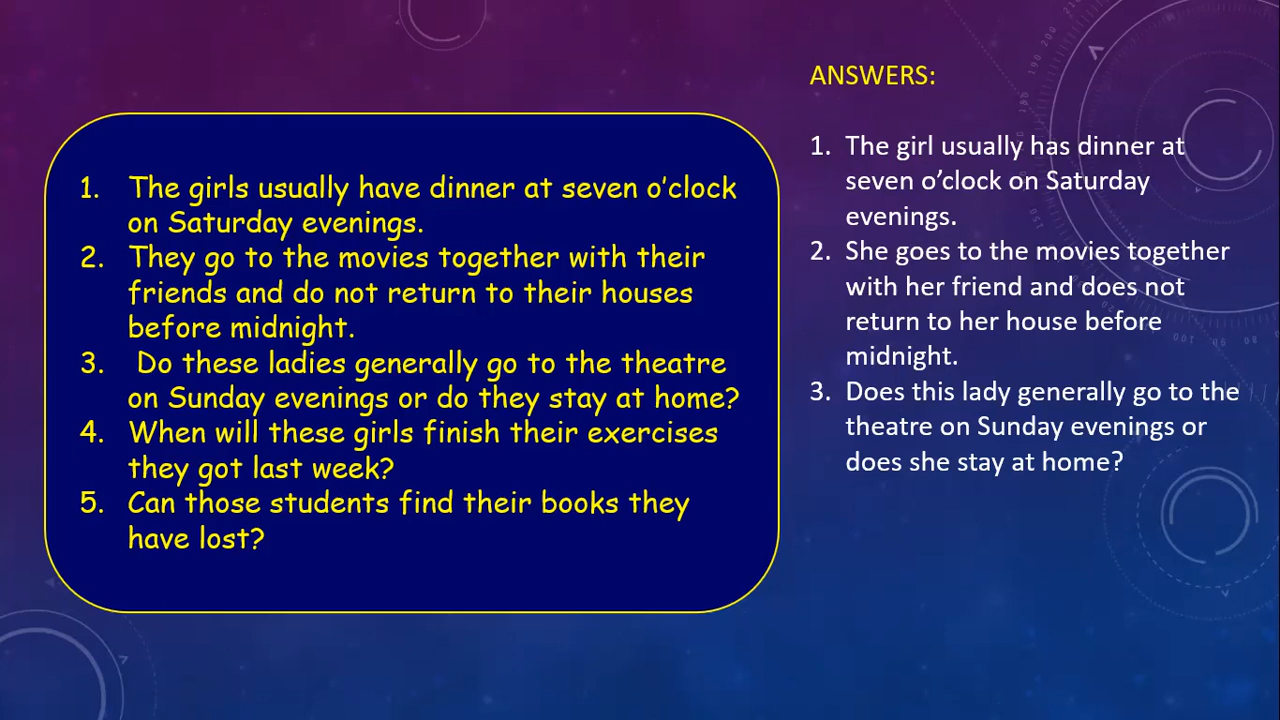 1. The girls usually have dinner at seven o'clock
on Saturday evenings.
2. They go to the movies together with their
friends and do not return to their houses
before midnight.
3. Do these ladies generally go to the theatre
on Sunday evenings or do they stay at home?
4. When will these girls finish their exercises
they got last week?
5. Can those students find their books they
have lost?
ANSWERS:
1. The girl usually has dinner at
seven o'clock on Saturday
evenings.
2. She goes to the movies together
with her friend and does not
return to her house before
midnight.
3. Does this lady generally go to the
theatre on Sunday evenings or
does she stay at home?